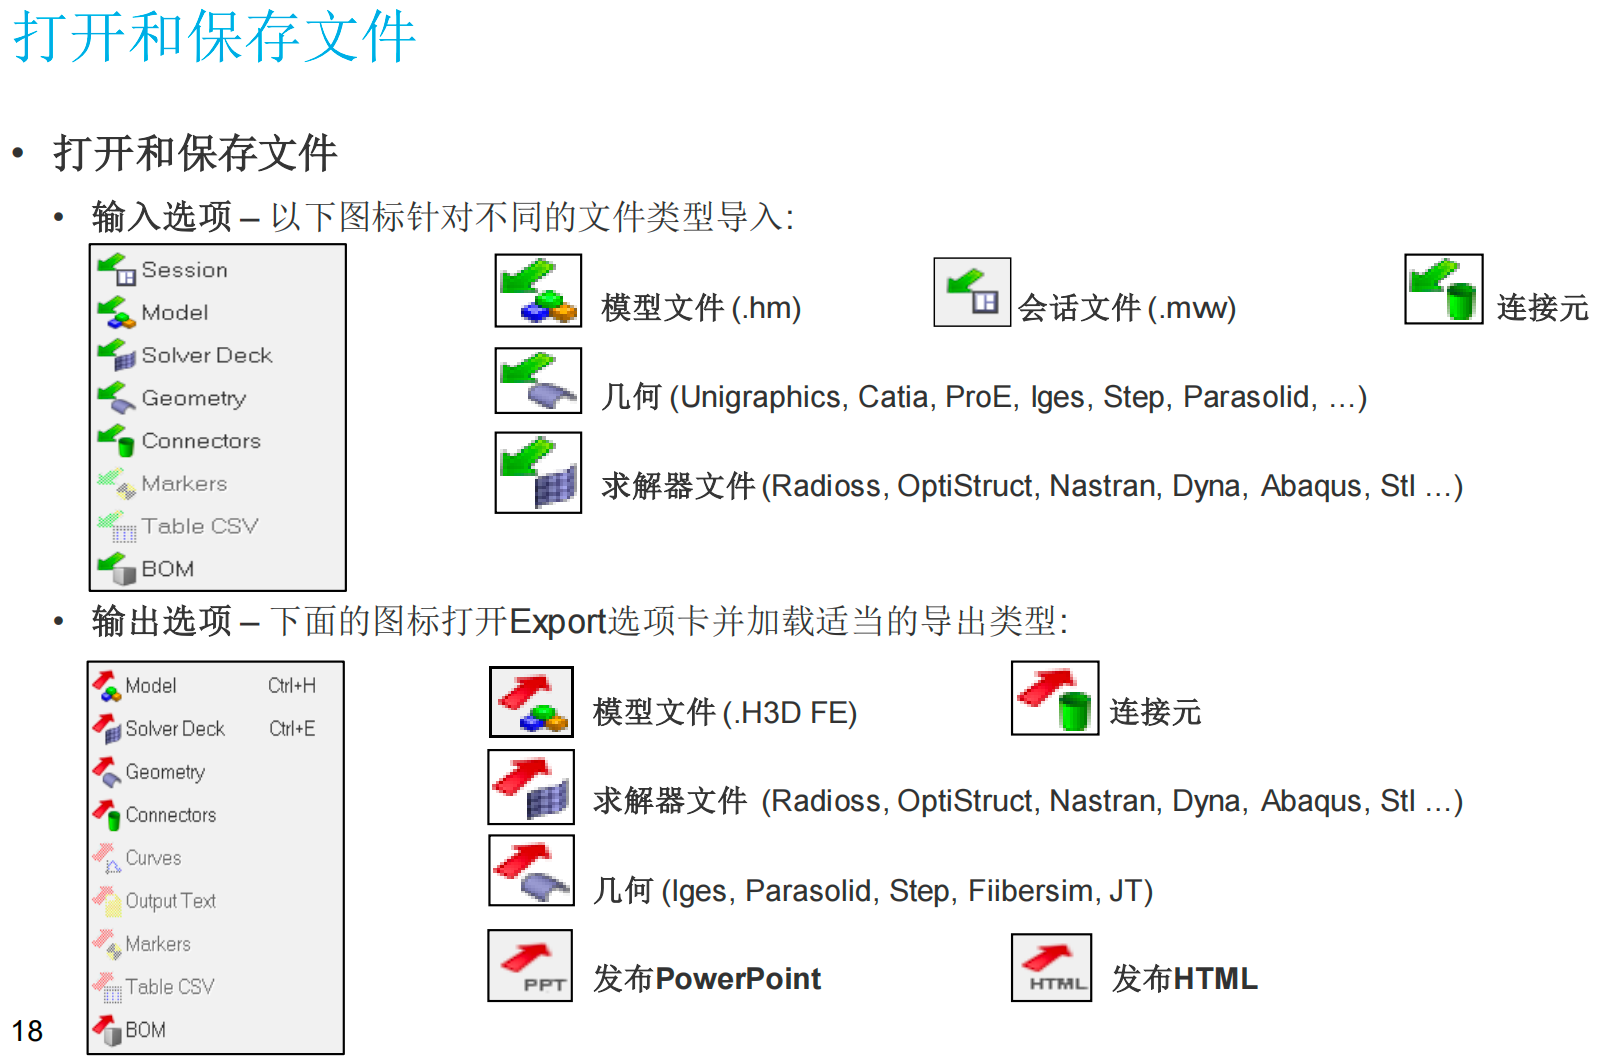 打开和保存文件
• 打开和保存文件
• 输入选项 – 以下图标针对不同的文件类型导入:
Session
Model
Solver Deck
Geometry
Connectors
Markers
Table CSV
BOM
模型文件 (.hm)
会话文件 (.mvw)
连接元
几何 (Unigraphics, Catia, ProE, Iges, Step, Parasolid, …)
求解器文件 (Radioss, OptiStruct, Nastran, Dyna, Abaqus, Stl …)
• 输出选项 – 下面的图标打开Export选项卡并加载适当的导出类型:
Model Ctrl+H
Solver Deck Ctrl+E
Geometry
Connectors
Curves
Output Text
Markers
Table CSV
BOM
模型文件 (.H3D FE)
连接元
求解器文件 (Radioss, OptiStruct, Nastran, Dyna, Abaqus, Stl …)
几何 (Iges, Parasolid, Step, Fiibersim, JT)
PPT
发布PowerPoint
HTML
发布HTML
18